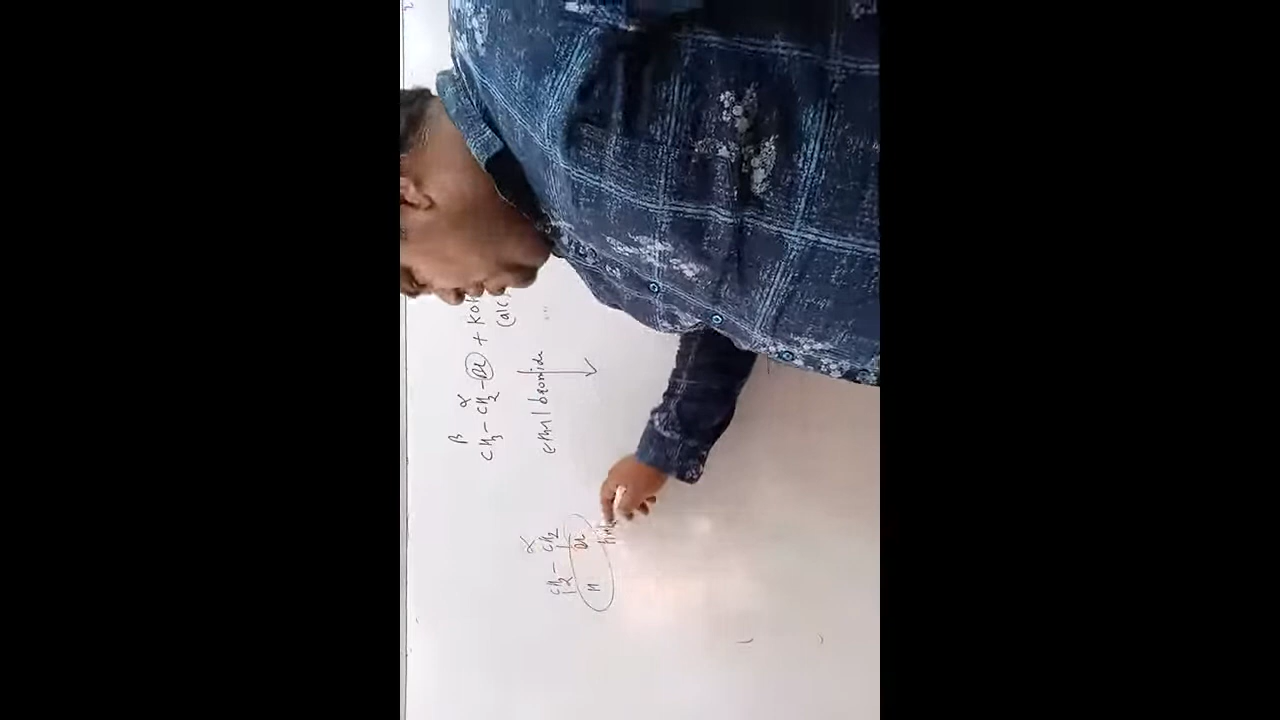 β α
CH3 - CH2 - Br + KOH
(alc
ethyl bromide
α
CH2 - CH2
H Br